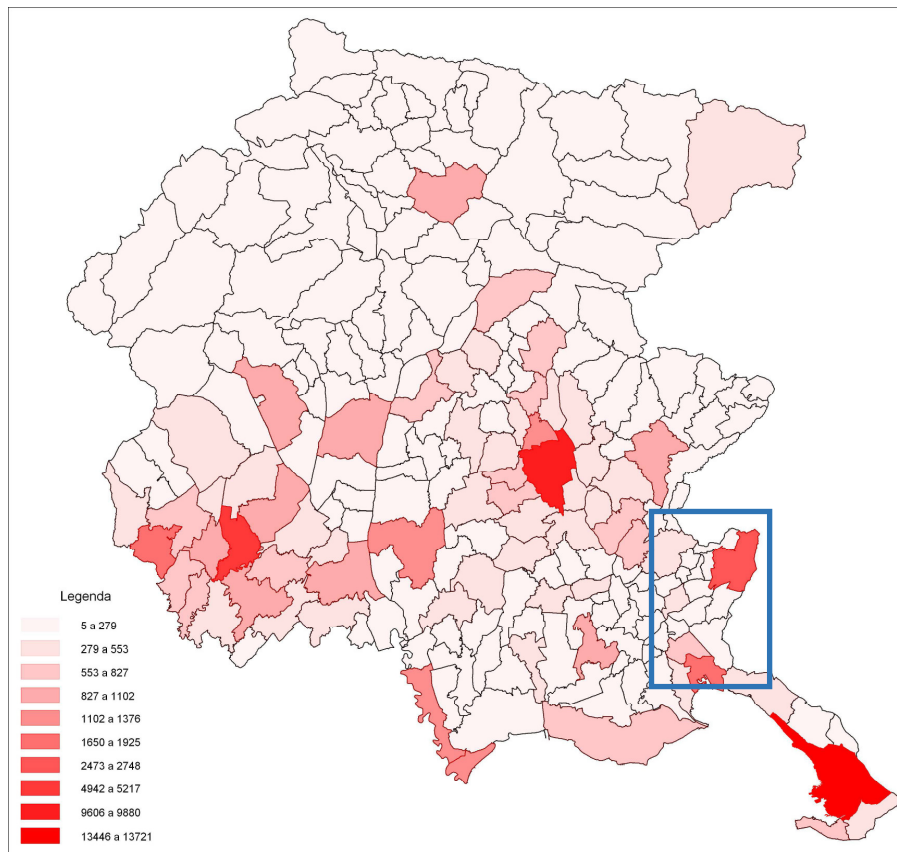 Legenda
5 a 279
279 a 553
553 a 827
827 a 1102
1102 a 1376
1650 a 1925
2473 a 2748
4942 a 5217
9606 a 9880
13446 a 13721